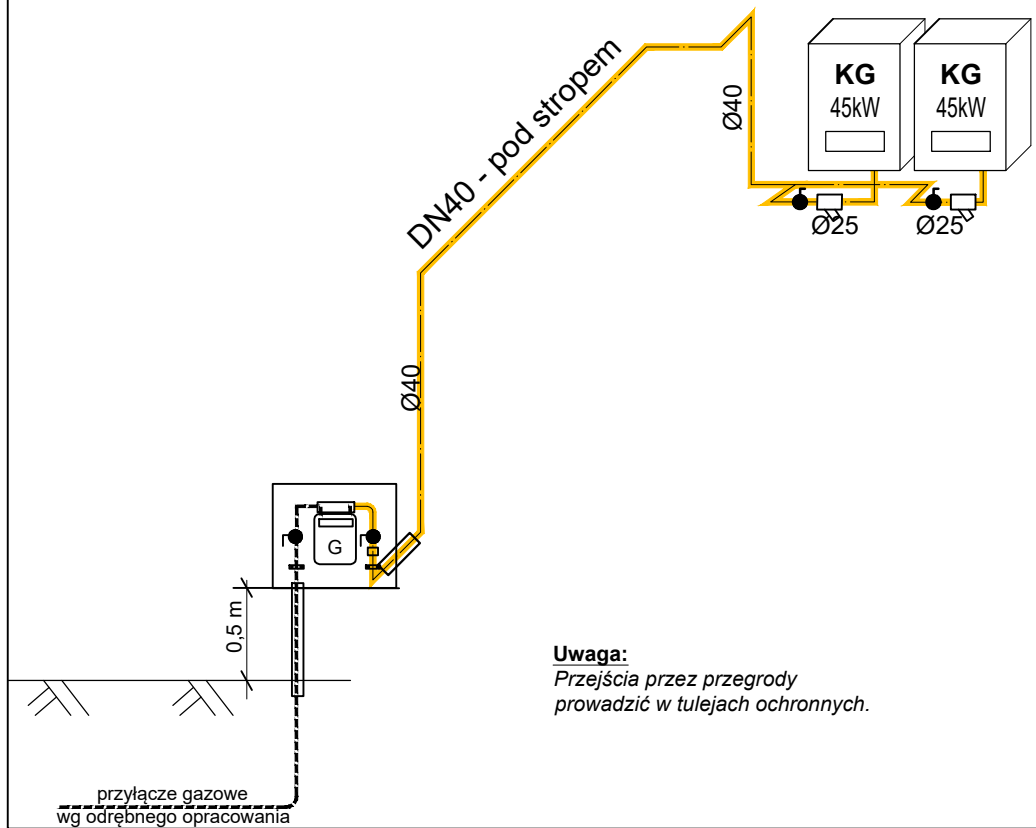 KG
45kW
KG
45kW
Ø40
DN40 - pod stropem
Ø25
Ø25
Ø40
G
0,5 m
Uwaga:
Przejścia przez przegrody
prowadzić w tulejach ochronnych.
przyłącze gazowe
wg odrębnego opracowania